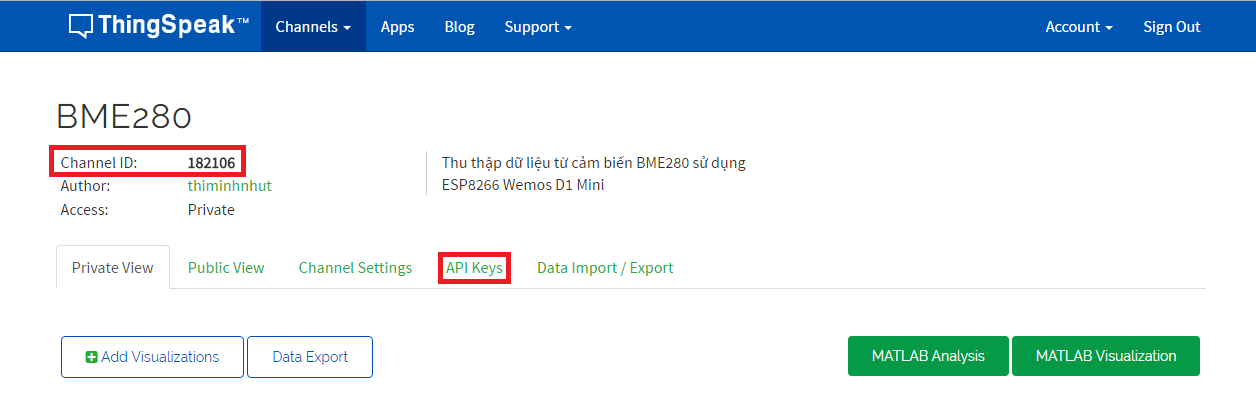 ThingSpeak™ Channels Apps Blog Support Account Sign Out
BME280
Channel ID: 182106
Author: thiminhnhut
Access: Private
Thu thập dữ liệu từ cảm biến BME280 sử dụng
ESP8266 Wemos D1 Mini
Private View Public View Channel Settings API Keys Data Import / Export
Add Visualizations Data Export MATLAB Analysis MATLAB Visualization